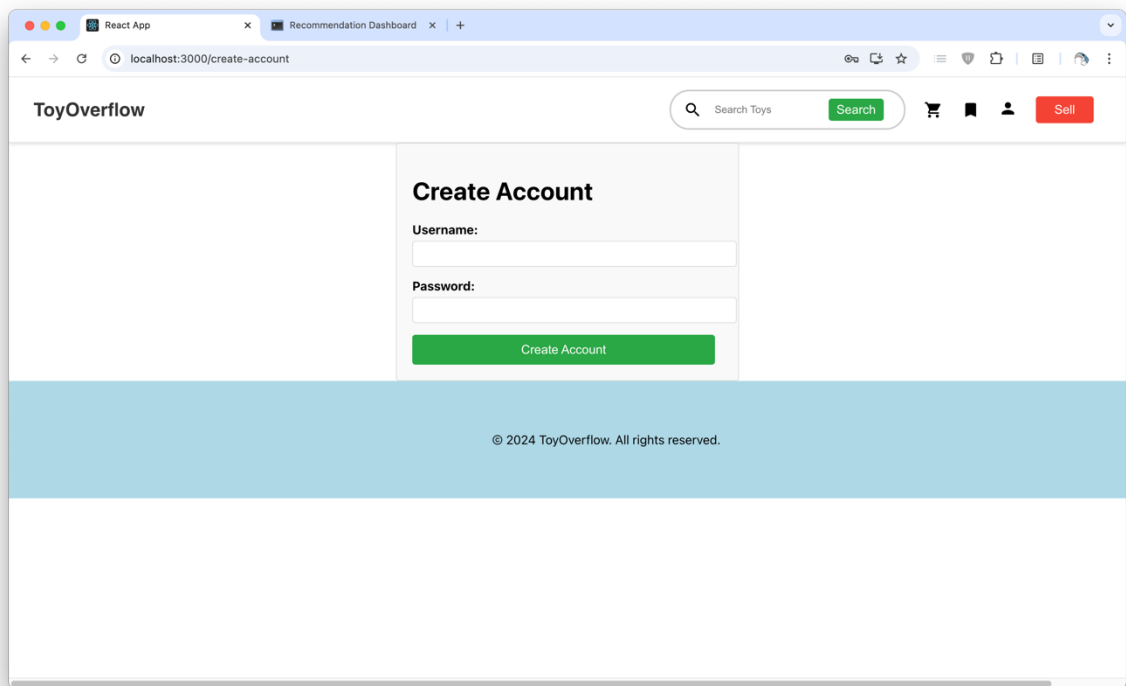 React App
Recommendation Dashboard
localhost:3000/create-account
ToyOverflow
Search Toys
Search
Sell
Create Account
Username:
Password:
Create Account
© 2024 ToyOverflow. All rights reserved.